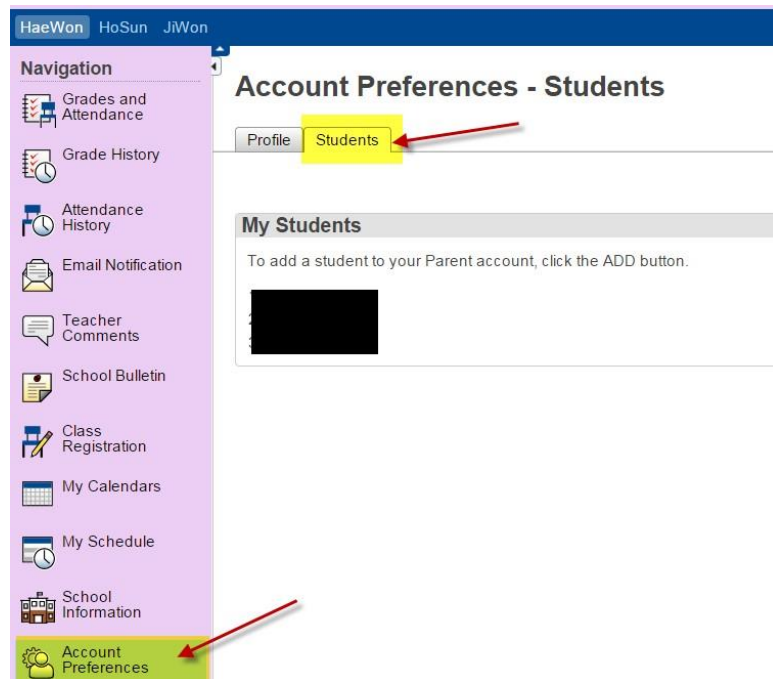 HaeWon HoSun JiWon
Navigation
Grades and
Attendance
Grade History
Attendance
History
Email Notification
Teacher
Comments
School Bulletin
Class
Registration
My Calendars
My Schedule
School
Information
Account
Preferences
Account Preferences - Students
Profile Students
My Students
To add a student to your Parent account, click the ADD button.